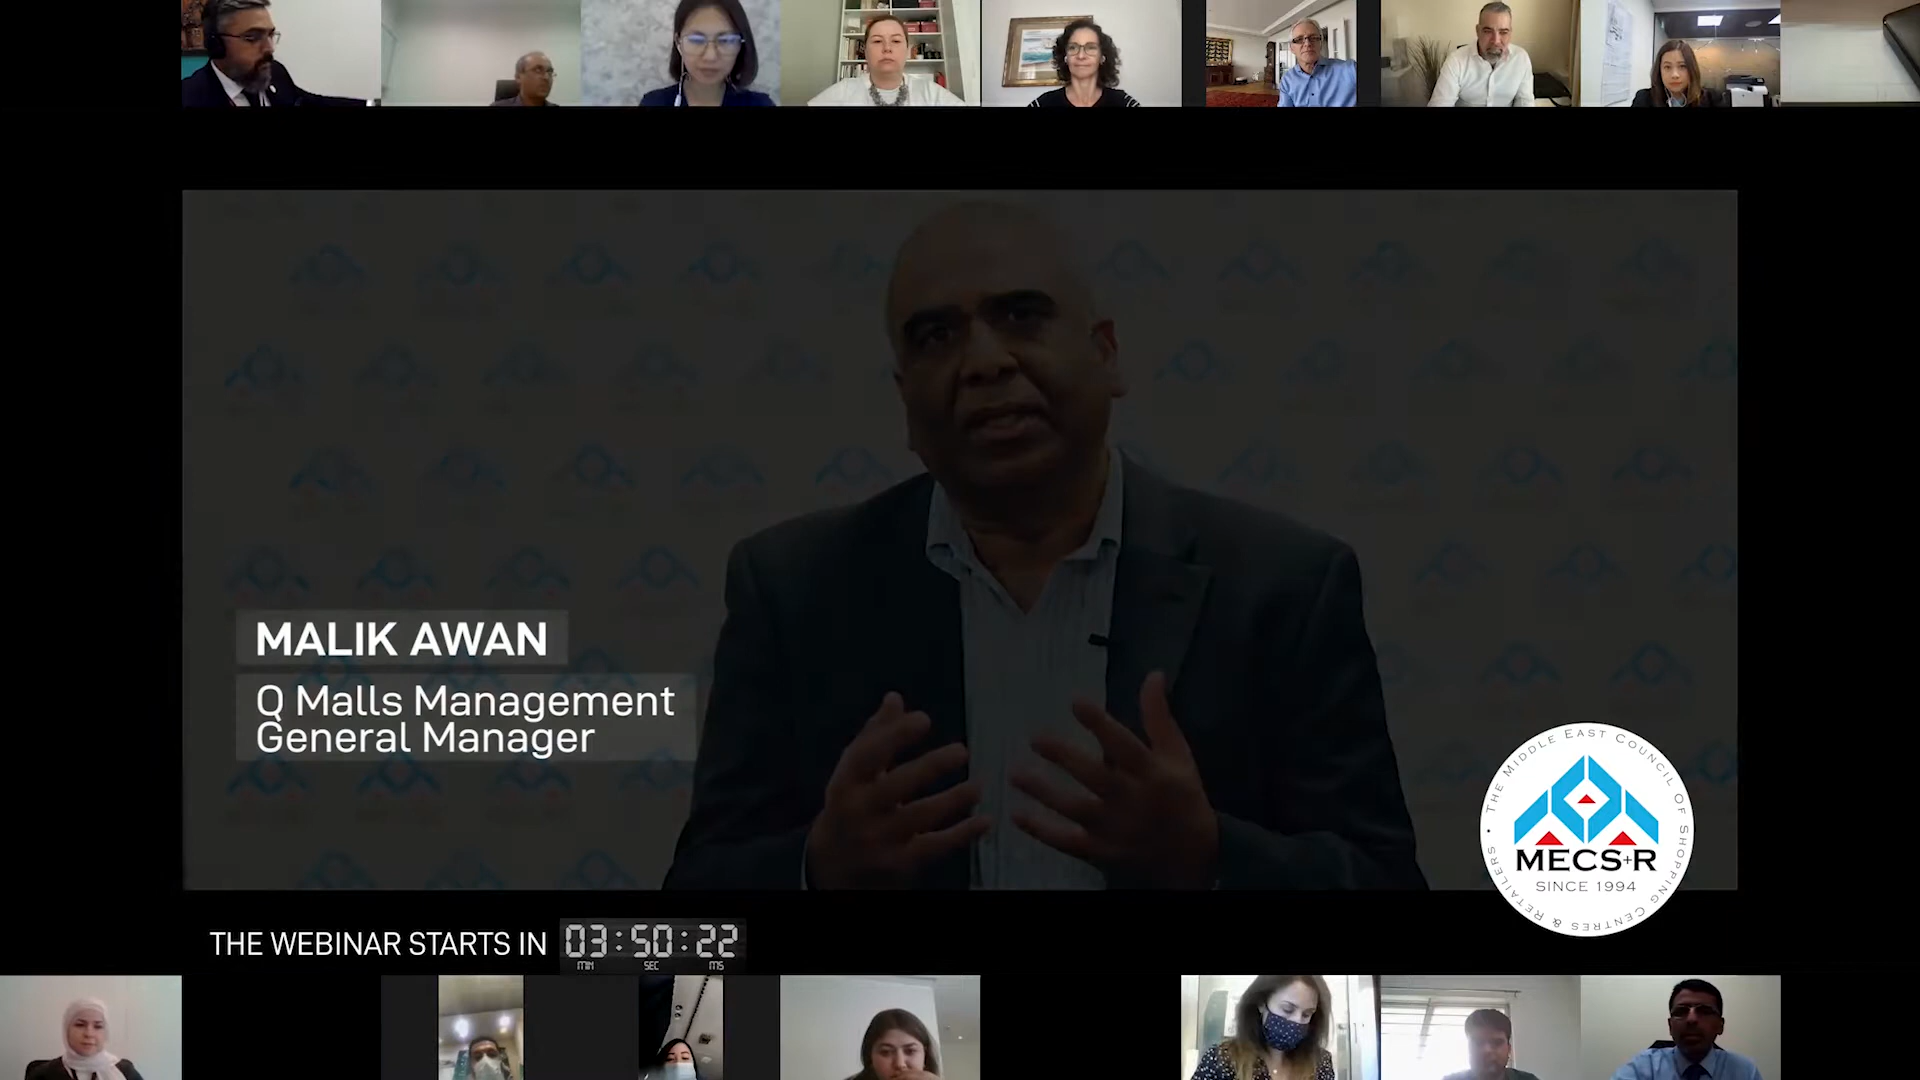 MALIK AWAN
Q Malls Management
General Manager
THE MIDDLE EAST COUNCIL OF SHOPPING CENTRES & RETAILERS •
MECS+R
SINCE 1994
THE WEBINAR STARTS IN 03:50:22
MIN SEC MS